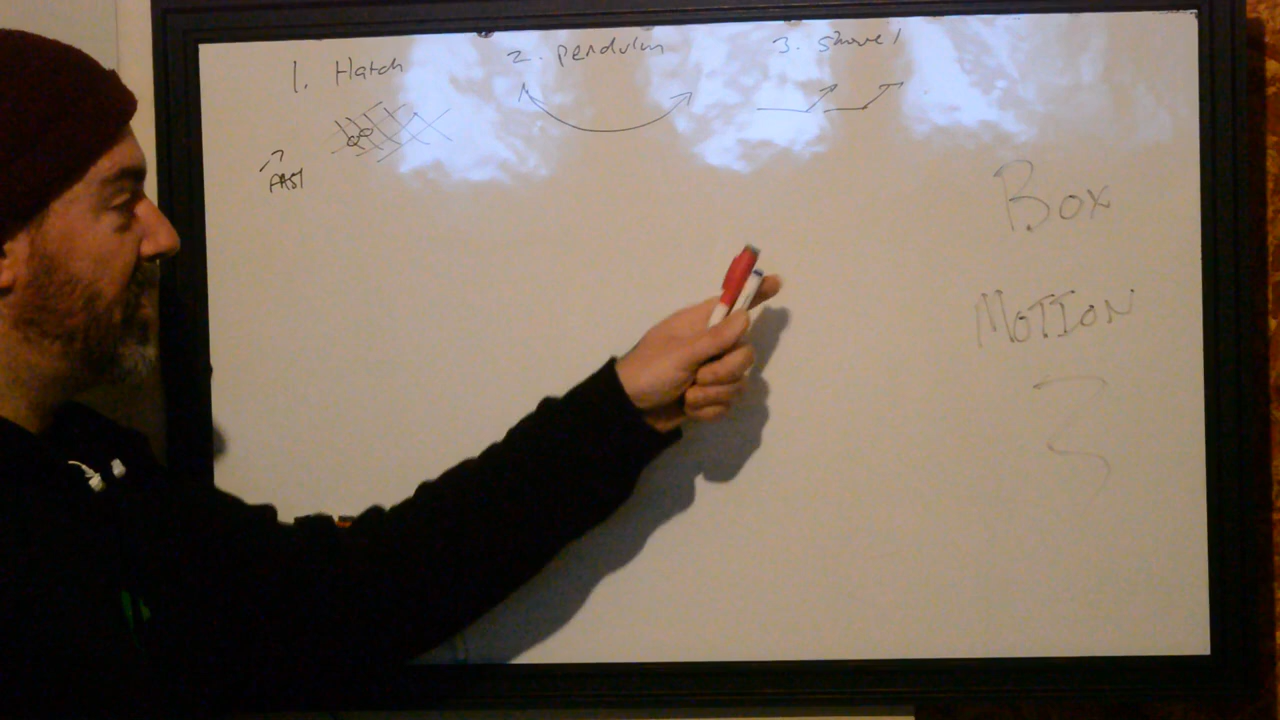 1. Hatch
2. pendulum
3. shovel
FAST
Box
MOTION